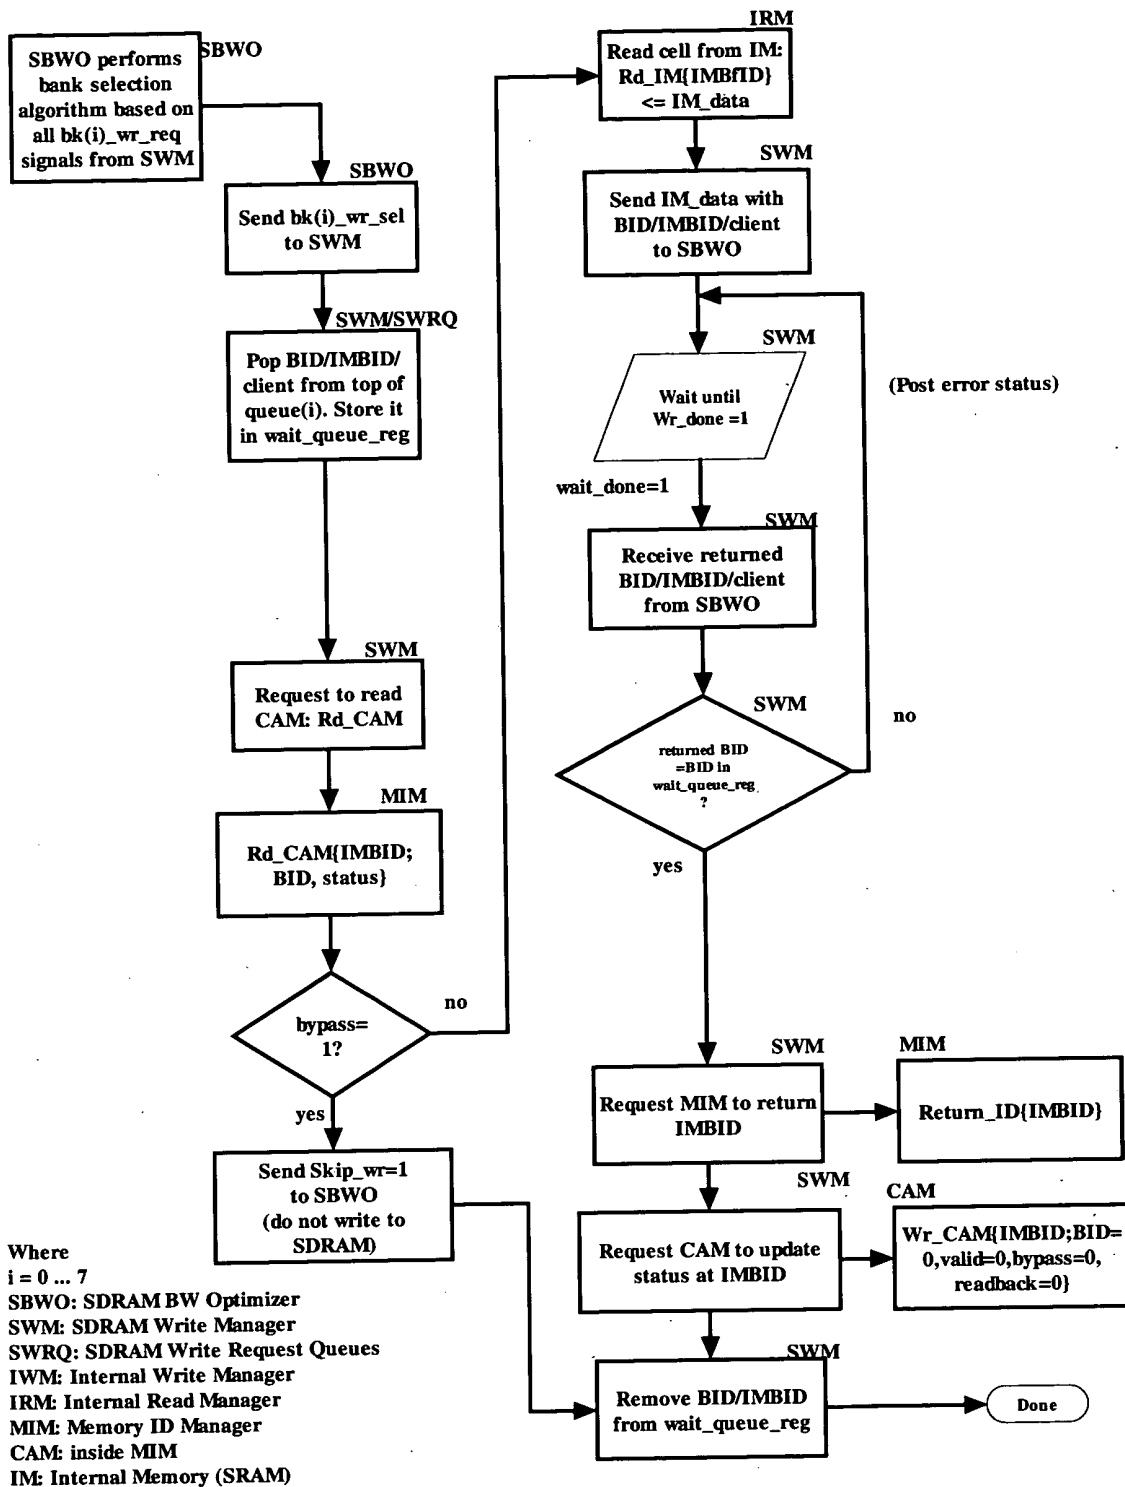 SBWO
SBWO performs
bank selection
algorithm based on
all bk(i)_wr_req
signals from SWM
SBWO
Send bk(i)_wr_sel
to SWM
SWM/SWRQ
Pop BID/IMBID/
client from top of
queue(i). Store it
in wait_queue_reg
SWM
Request to read
CAM: Rd_CAM
MIM
Rd_CAM{IMBID;
BID, status}
bypass=
1?
no
yes
Send Skip_wr=1
to SBWO
(do not write to
SDRAM)
IRM
Read cell from IM:
Rd_IM{IMBfID}
<= IM_data
SWM
Send IM_data with
BID/IMBID/client
to SBWO
SWM
Wait until
Wr_done =1
(Post error status)
wait_done=1
SWM
Receive returned
BID/IMBID/client
from SBWO
SWM
returned BID
=BID in
wait_queue_reg
?
no
yes
SWM
Request MIM to return
IMBID
MIM
Return_ID{IMBID}
SWM
Request CAM to update
status at IMBID
CAM
Wr_CAM{IMBID;BID=
0,valid=0,bypass=0,
readback=0}
SWM
Remove BID/IMBID
from wait_queue_reg
Done
Where
i = 0 ... 7
SBWO: SDRAM BW Optimizer
SWM: SDRAM Write Manager
SWRQ: SDRAM Write Request Queues
IWM: Internal Write Manager
IRM: Internal Read Manager
MIM: Memory ID Manager
CAM: inside MIM
IM: Internal Memory (SRAM)